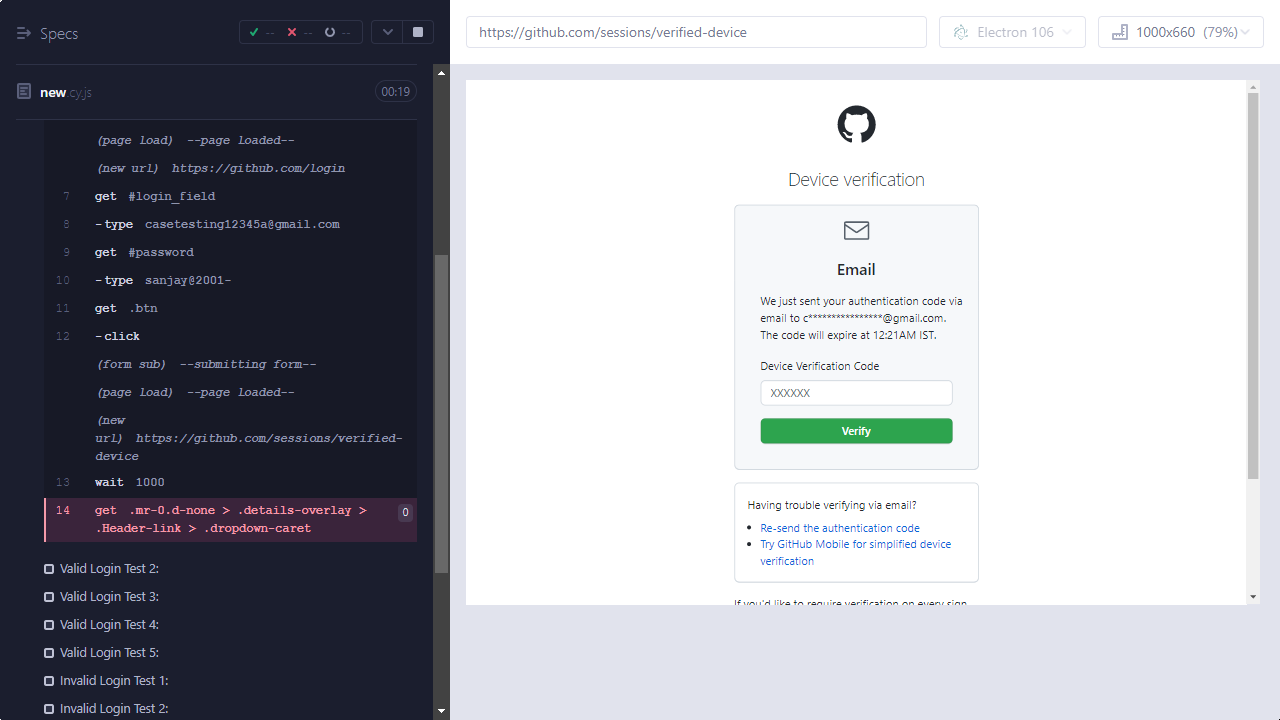 Specs
-- -- --
new.cy.js
00:19
(page load) --page loaded--
(new url) https://github.com/login
7 get #login_field
8 -type casetesting12345a@gmail.com
9 get #password
10 -type sanjay@2001-
11 get .btn
12 -click
(form sub) --submitting form--
(page load) --page loaded--
(new
url) https://github.com/sessions/verified-
device
13 wait 1000
14 get .mr-0.d-none > .details-overlay >
.Header-link > .dropdown-caret
0
Valid Login Test 2:
Valid Login Test 3:
Valid Login Test 4:
Valid Login Test 5:
Invalid Login Test 1:
Invalid Login Test 2:
https://github.com/sessions/verified-device
Electron 106
1000x660 (79%)
Device verification
Email
We just sent your authentication code via
email to c****************@gmail.com.
The code will expire at 12:21AM IST.
Device Verification Code
XXXXXX
Verify
Having trouble verifying via email?
Re-send the authentication code
Try GitHub Mobile for simplified device
verification
If you'd like to require verification on every sign